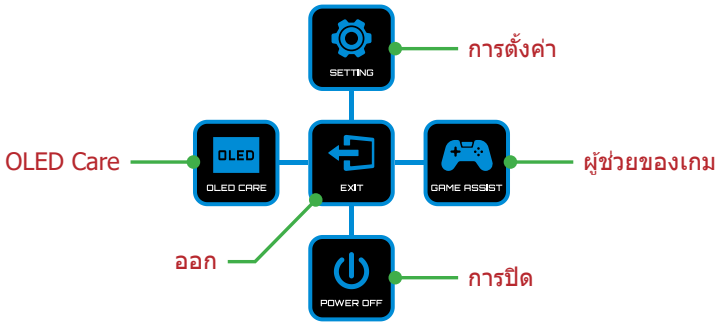 SETTING
การตั้งค่า
OLED Care
OLED
OLED CARE
EXIT
GAME ASSIST
ผู้ช่วยของเกม
ออก
POWER OFF
การปิด